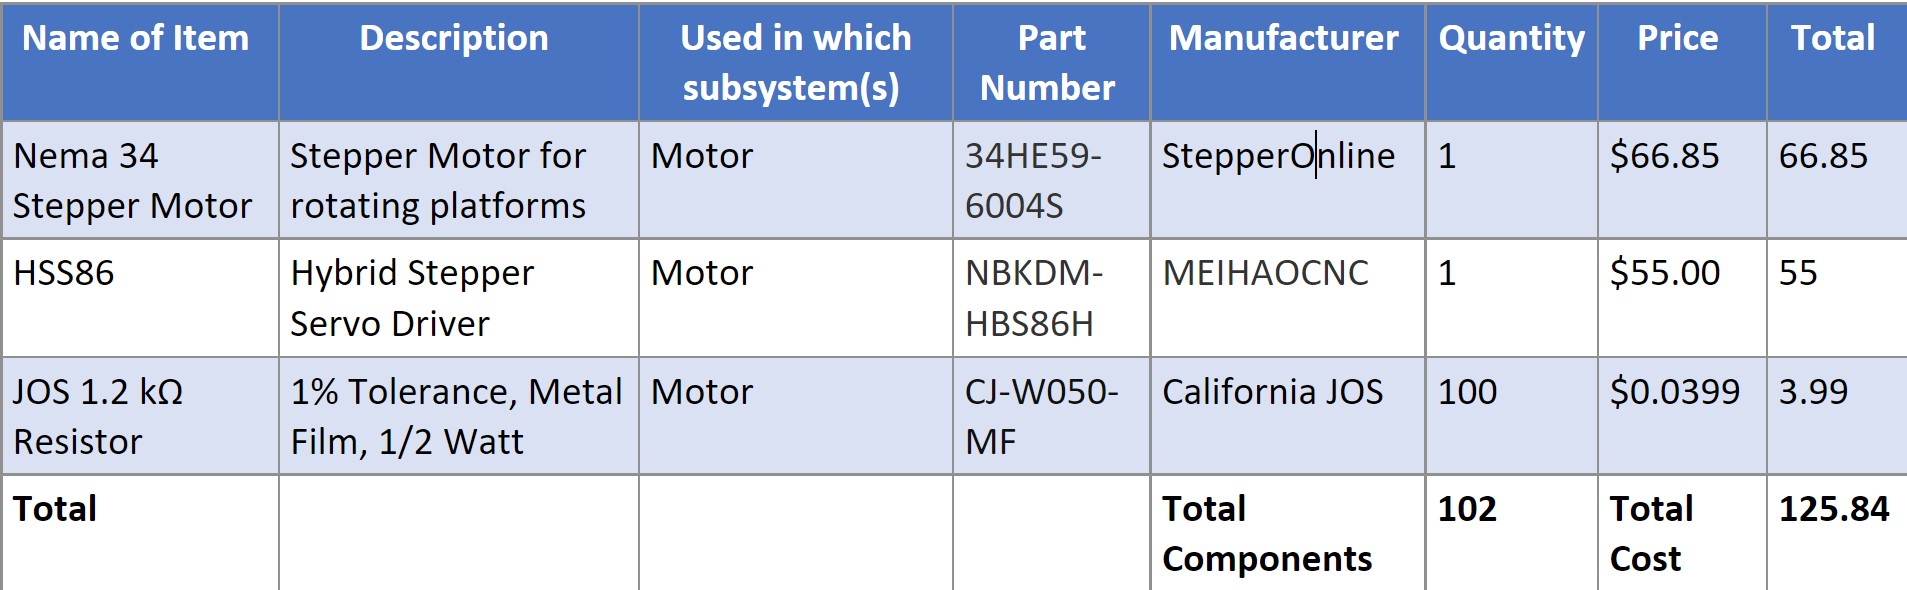 Name of Item Description Used in which subsystem(s) Part Number Manufacturer Quantity Price Total
Nema 34 Stepper Motor Stepper Motor for rotating platforms Motor 34HE59-6004S StepperOnline 1 $66.85 66.85
HSS86 Hybrid Stepper Servo Driver Motor NBKDM-HBS86H MEIHAOCNC 1 $55.00 55
JOS 1.2 kΩ Resistor 1% Tolerance, Metal Film, 1/2 Watt Motor CJ-W050-MF California JOS 100 $0.0399 3.99
Total Total Components 102 Total Cost 125.84